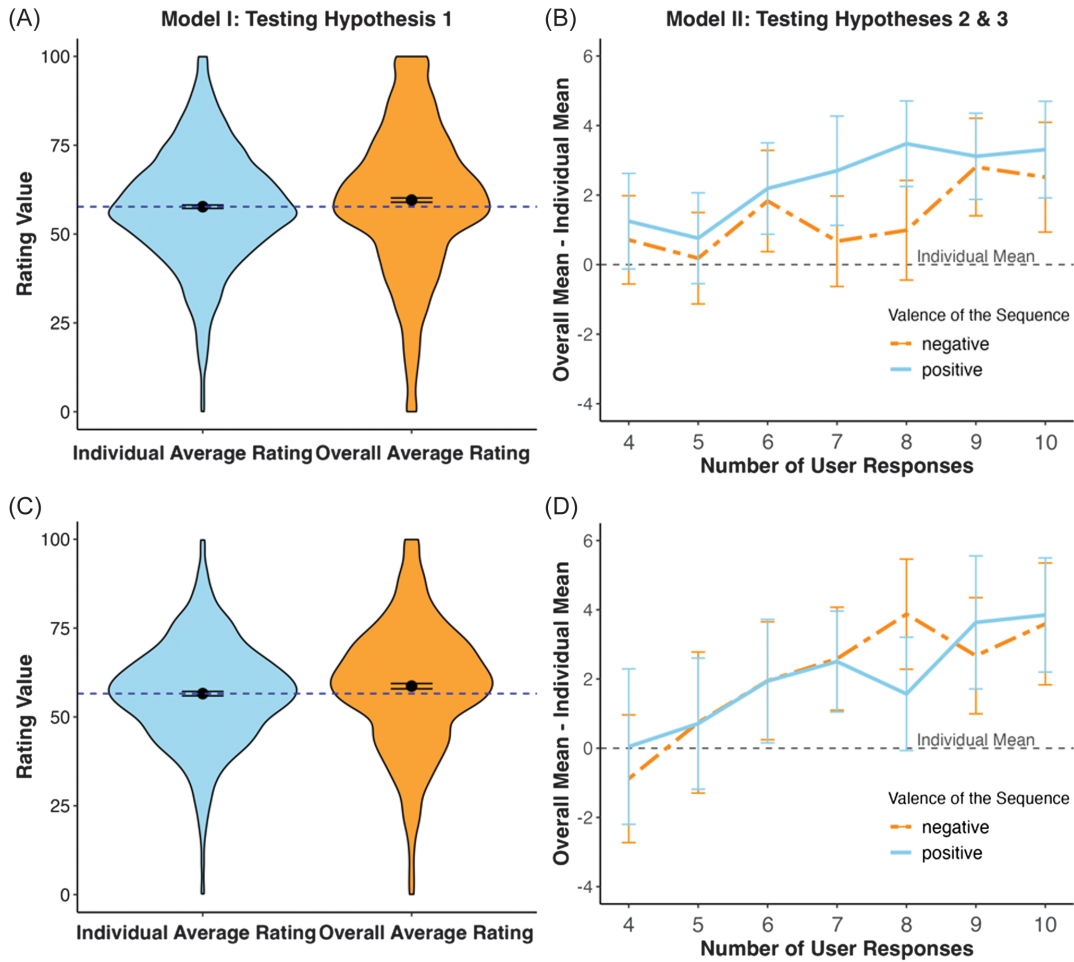 (A)
Model I: Testing Hypothesis 1
Rating Value
100
75
50
25
0
Individual Average Rating Overall Average Rating
(B)
Model II: Testing Hypotheses 2 & 3
Overall Mean - Individual Mean
6
4
2
0
-2
-4
Individual Mean
Valence of the Sequence
negative
positive
4 5 6 7 8 9 10
Number of User Responses
(C)
Rating Value
100
75
50
25
0
Individual Average Rating Overall Average Rating
(D)
Overall Mean - Individual Mean
6
4
2
0
-2
-4
Individual Mean
Valence of the Sequence
negative
positive
4 5 6 7 8 9 10
Number of User Responses